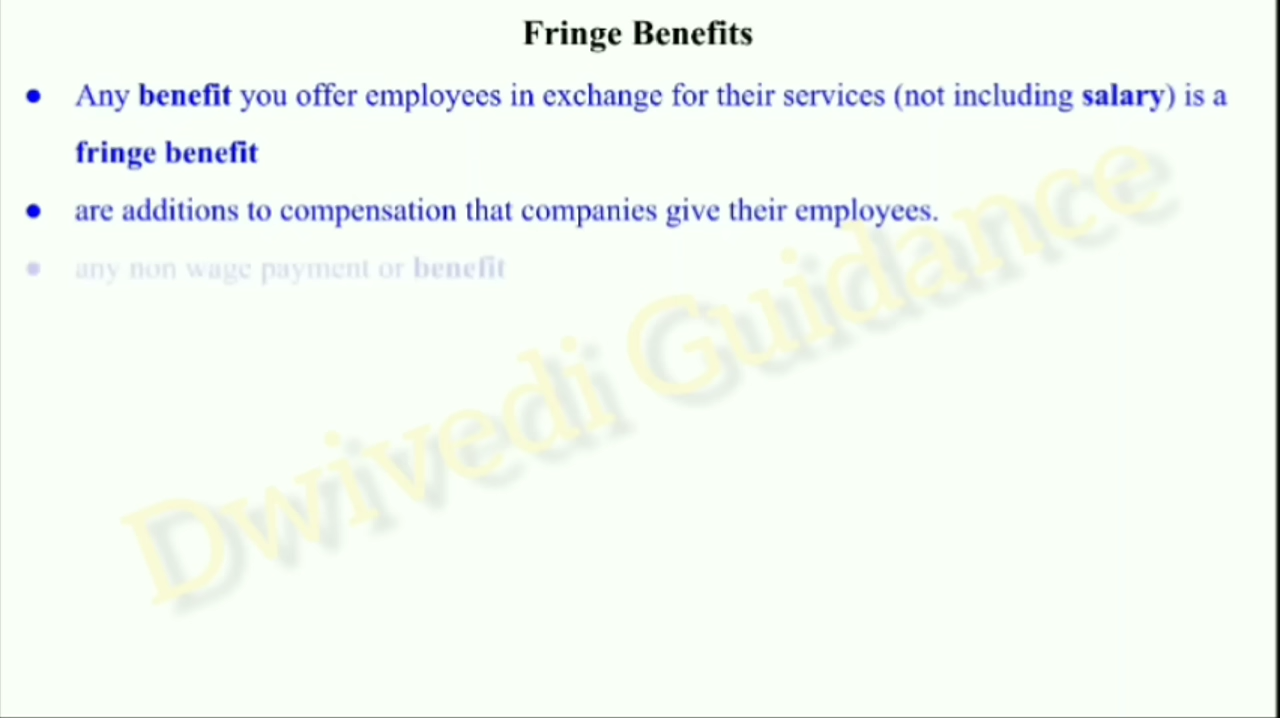 Fringe Benefits
● Any benefit you offer employees in exchange for their services (not including salary) is a
fringe benefit
● are additions to compensation that companies give their employees.
● any non wage payment or benefit
Dwivedi Guidance